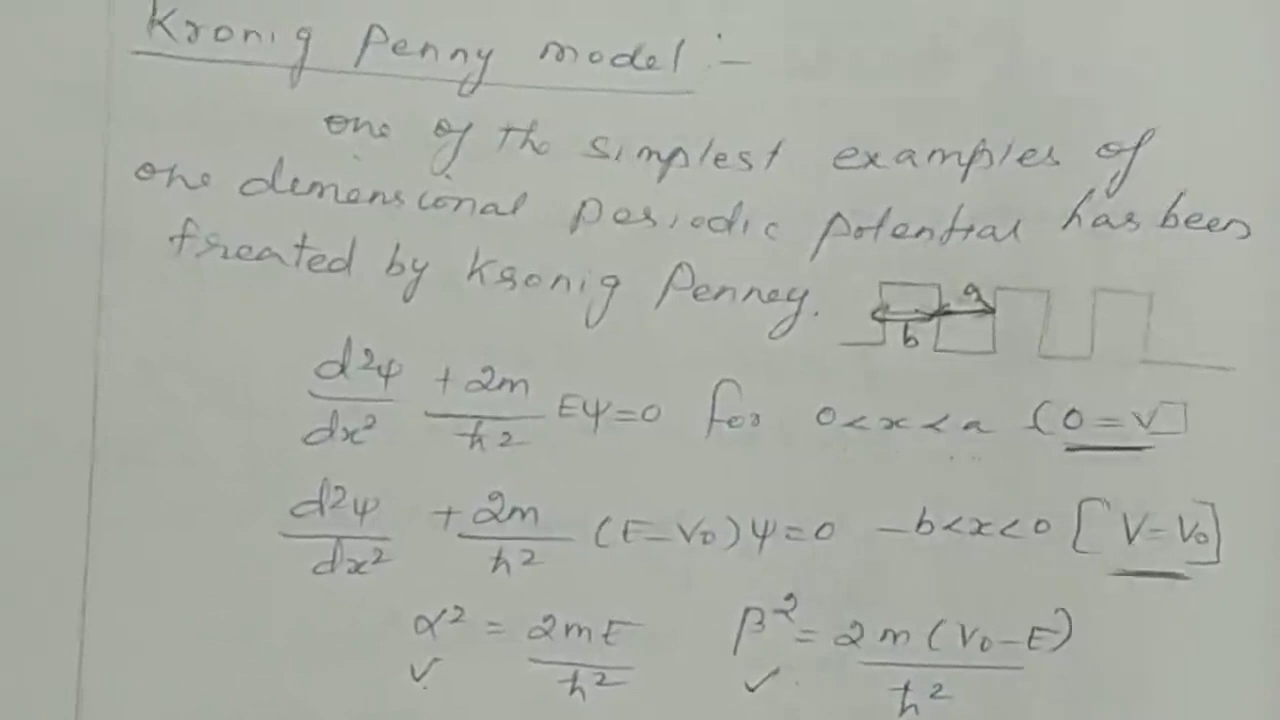 Kronig Penny model :-
one of the simplest examples of
one dimensional periodic potential has been
treated by Kronig Penney.
a
b
d²ψ/dx² + 2m/ħ² Eψ=0 for 0<x<a [0=V]
d²ψ/dx² + 2m/ħ² (E-V₀)ψ=0 -b<x<0 [V=V₀]
α² = 2mE/ħ² β² = 2m(V₀-E)/ħ²